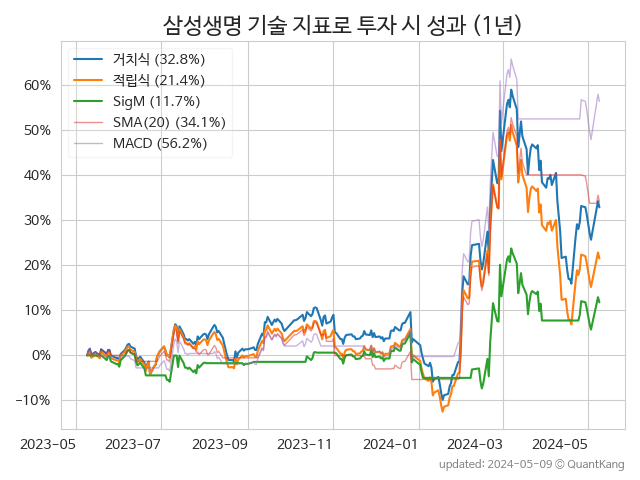 삼성생명 기술 지표로 투자 시 성과 (1년)
거치식 (32.8%)
적립식 (21.4%)
SigM (11.7%)
SMA(20) (34.1%)
MACD (56.2%)
60%
50%
40%
30%
20%
10%
0%
−10%
2023-05 2023-07 2023-09 2023-11 2024-01 2024-03 2024-05
updated: 2024-05-09 © QuantKang